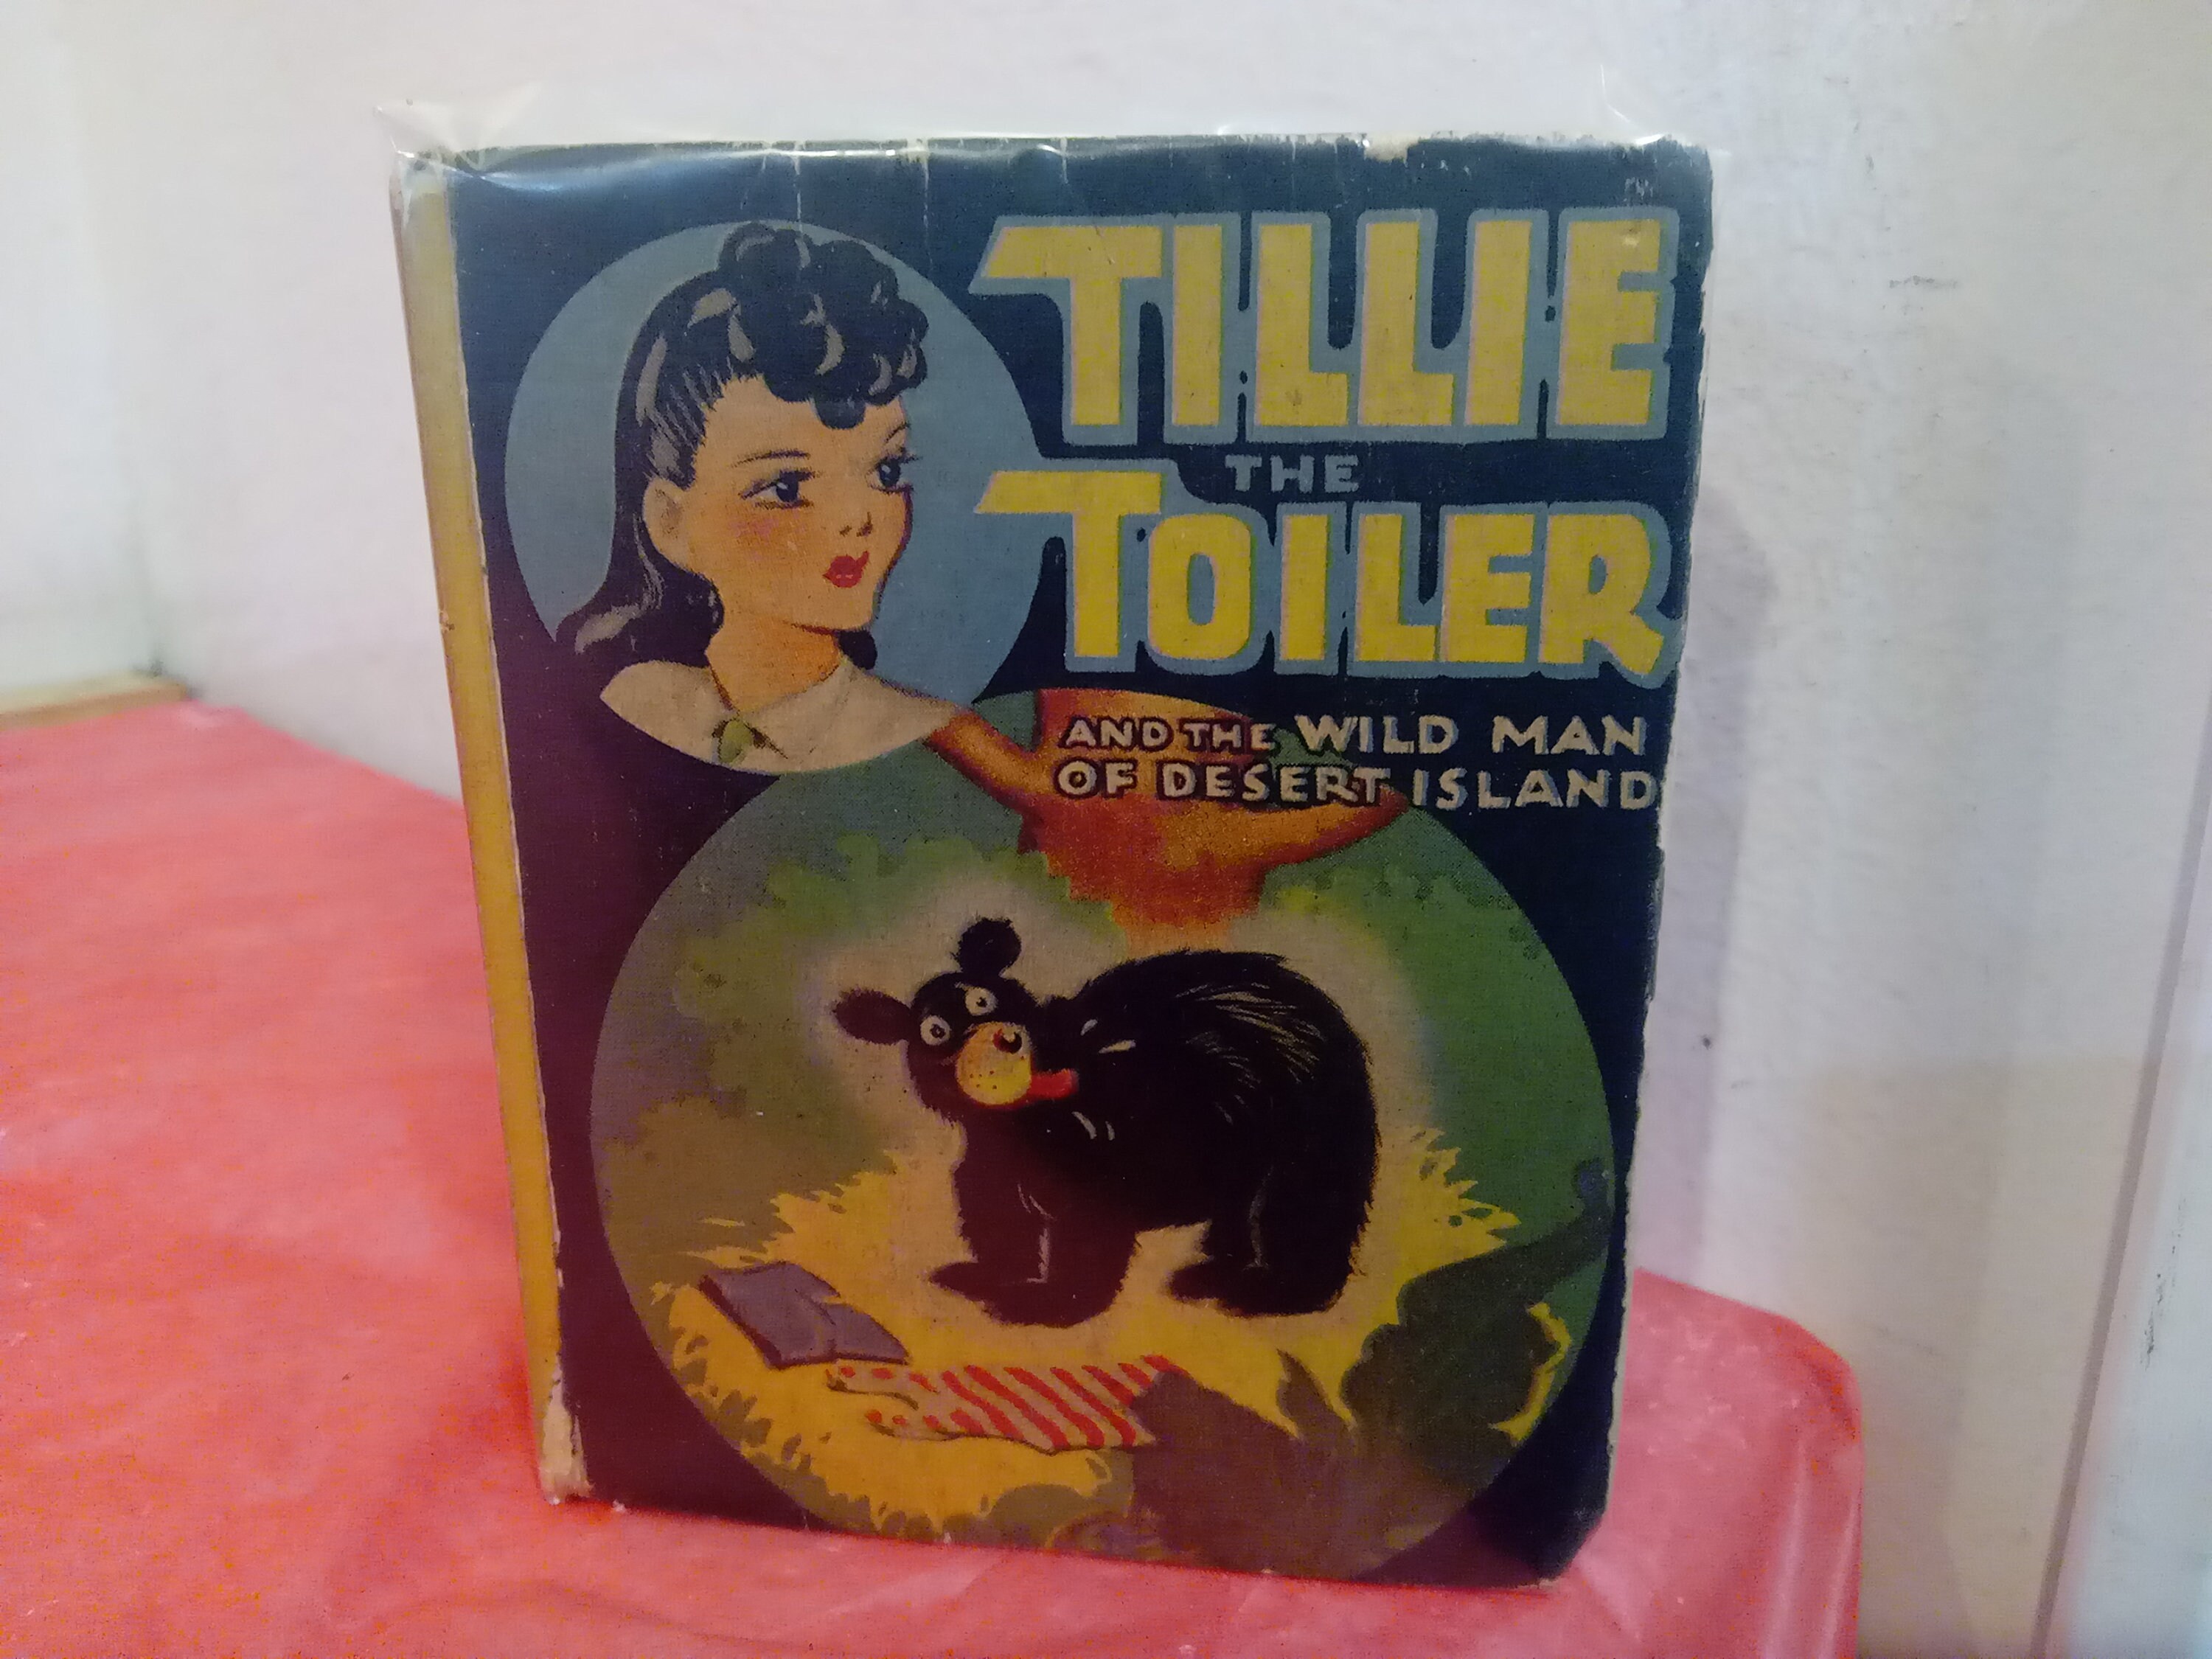 TILLIE
THE
TOILER
AND THE WILD MAN
OF DESERT ISLAND